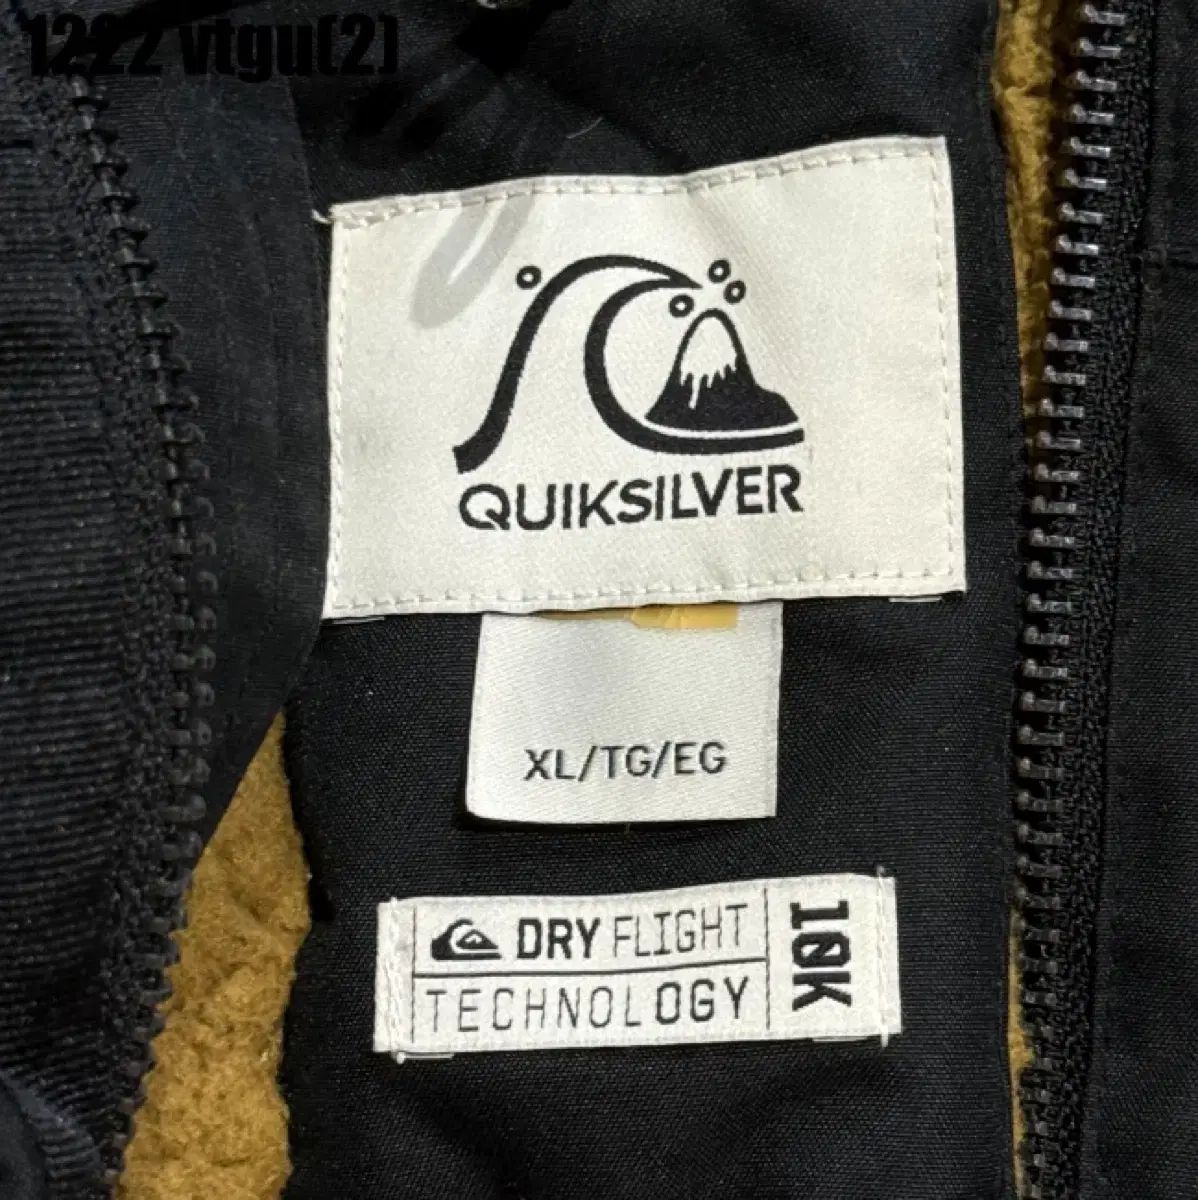 1222 vtgu(2)
QUIKSILVER
XL/TG/EG
DRY FLIGHT
TECHNOLOGY
10K